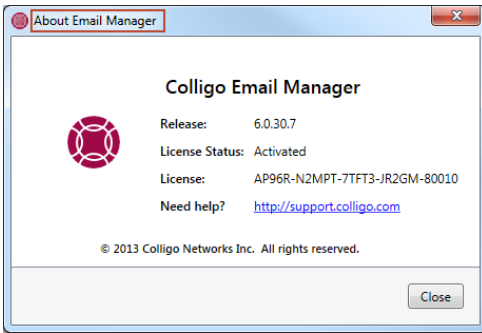 About Email Manager
Colligo Email Manager
Release: 6.0.30.7
License Status: Activated
License: AP96R-N2MPT-7TFT3-JR2GM-80010
Need help? http://support.colligo.com
© 2013 Colligo Networks Inc. All rights reserved.
Close